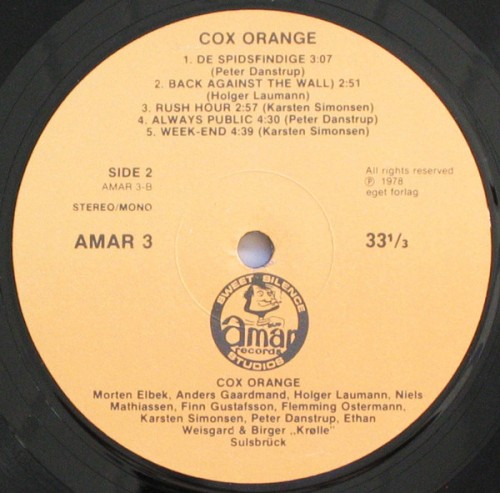 COX ORANGE
1. DE SPIDSFINDIGE 3:07
(Peter Danstrup)
2. BACK AGAINST THE WALL) 2:51
(Holger Laumann)
3. RUSH HOUR 2:57 (Karsten Simonsen)
4. ALWAYS PUBLIC 4:30 (Peter Danstrup)
5. WEEK-END 4:39 (Karsten Simonsen)
SIDE 2
AMAR 3-B
STEREO/MONO
All rights reserved
Ⓟ 1978
eget forlag
AMAR 3
33¹/₃
SWEET SILENCE
amar
records
STUDIOS
COX ORANGE
Morten Elbek, Anders Gaardmand, Holger Laumann, Niels
Mathiassen, Finn Gustafsson, Flemming Ostermann,
Karsten Simonsen, Peter Danstrup, Ethan
Weisgard & Birger „Krølle"
Sulsbrück